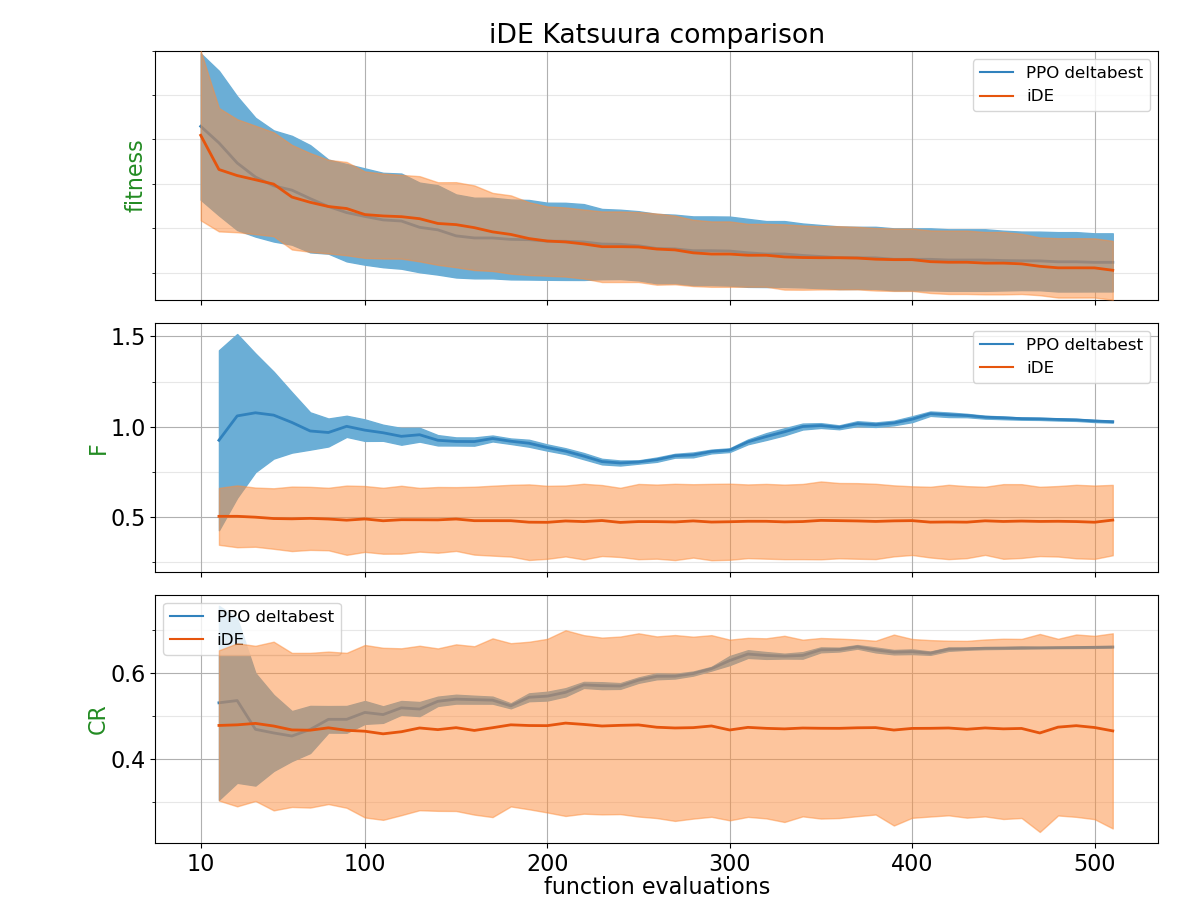 iDE Katsuura comparison
PPO deltabest
iDE
fitness
PPO deltabest
iDE
1.5
1.0
0.5
F
PPO deltabest
iDE
0.6
0.4
CR
10 100 200 300 400 500
function evaluations